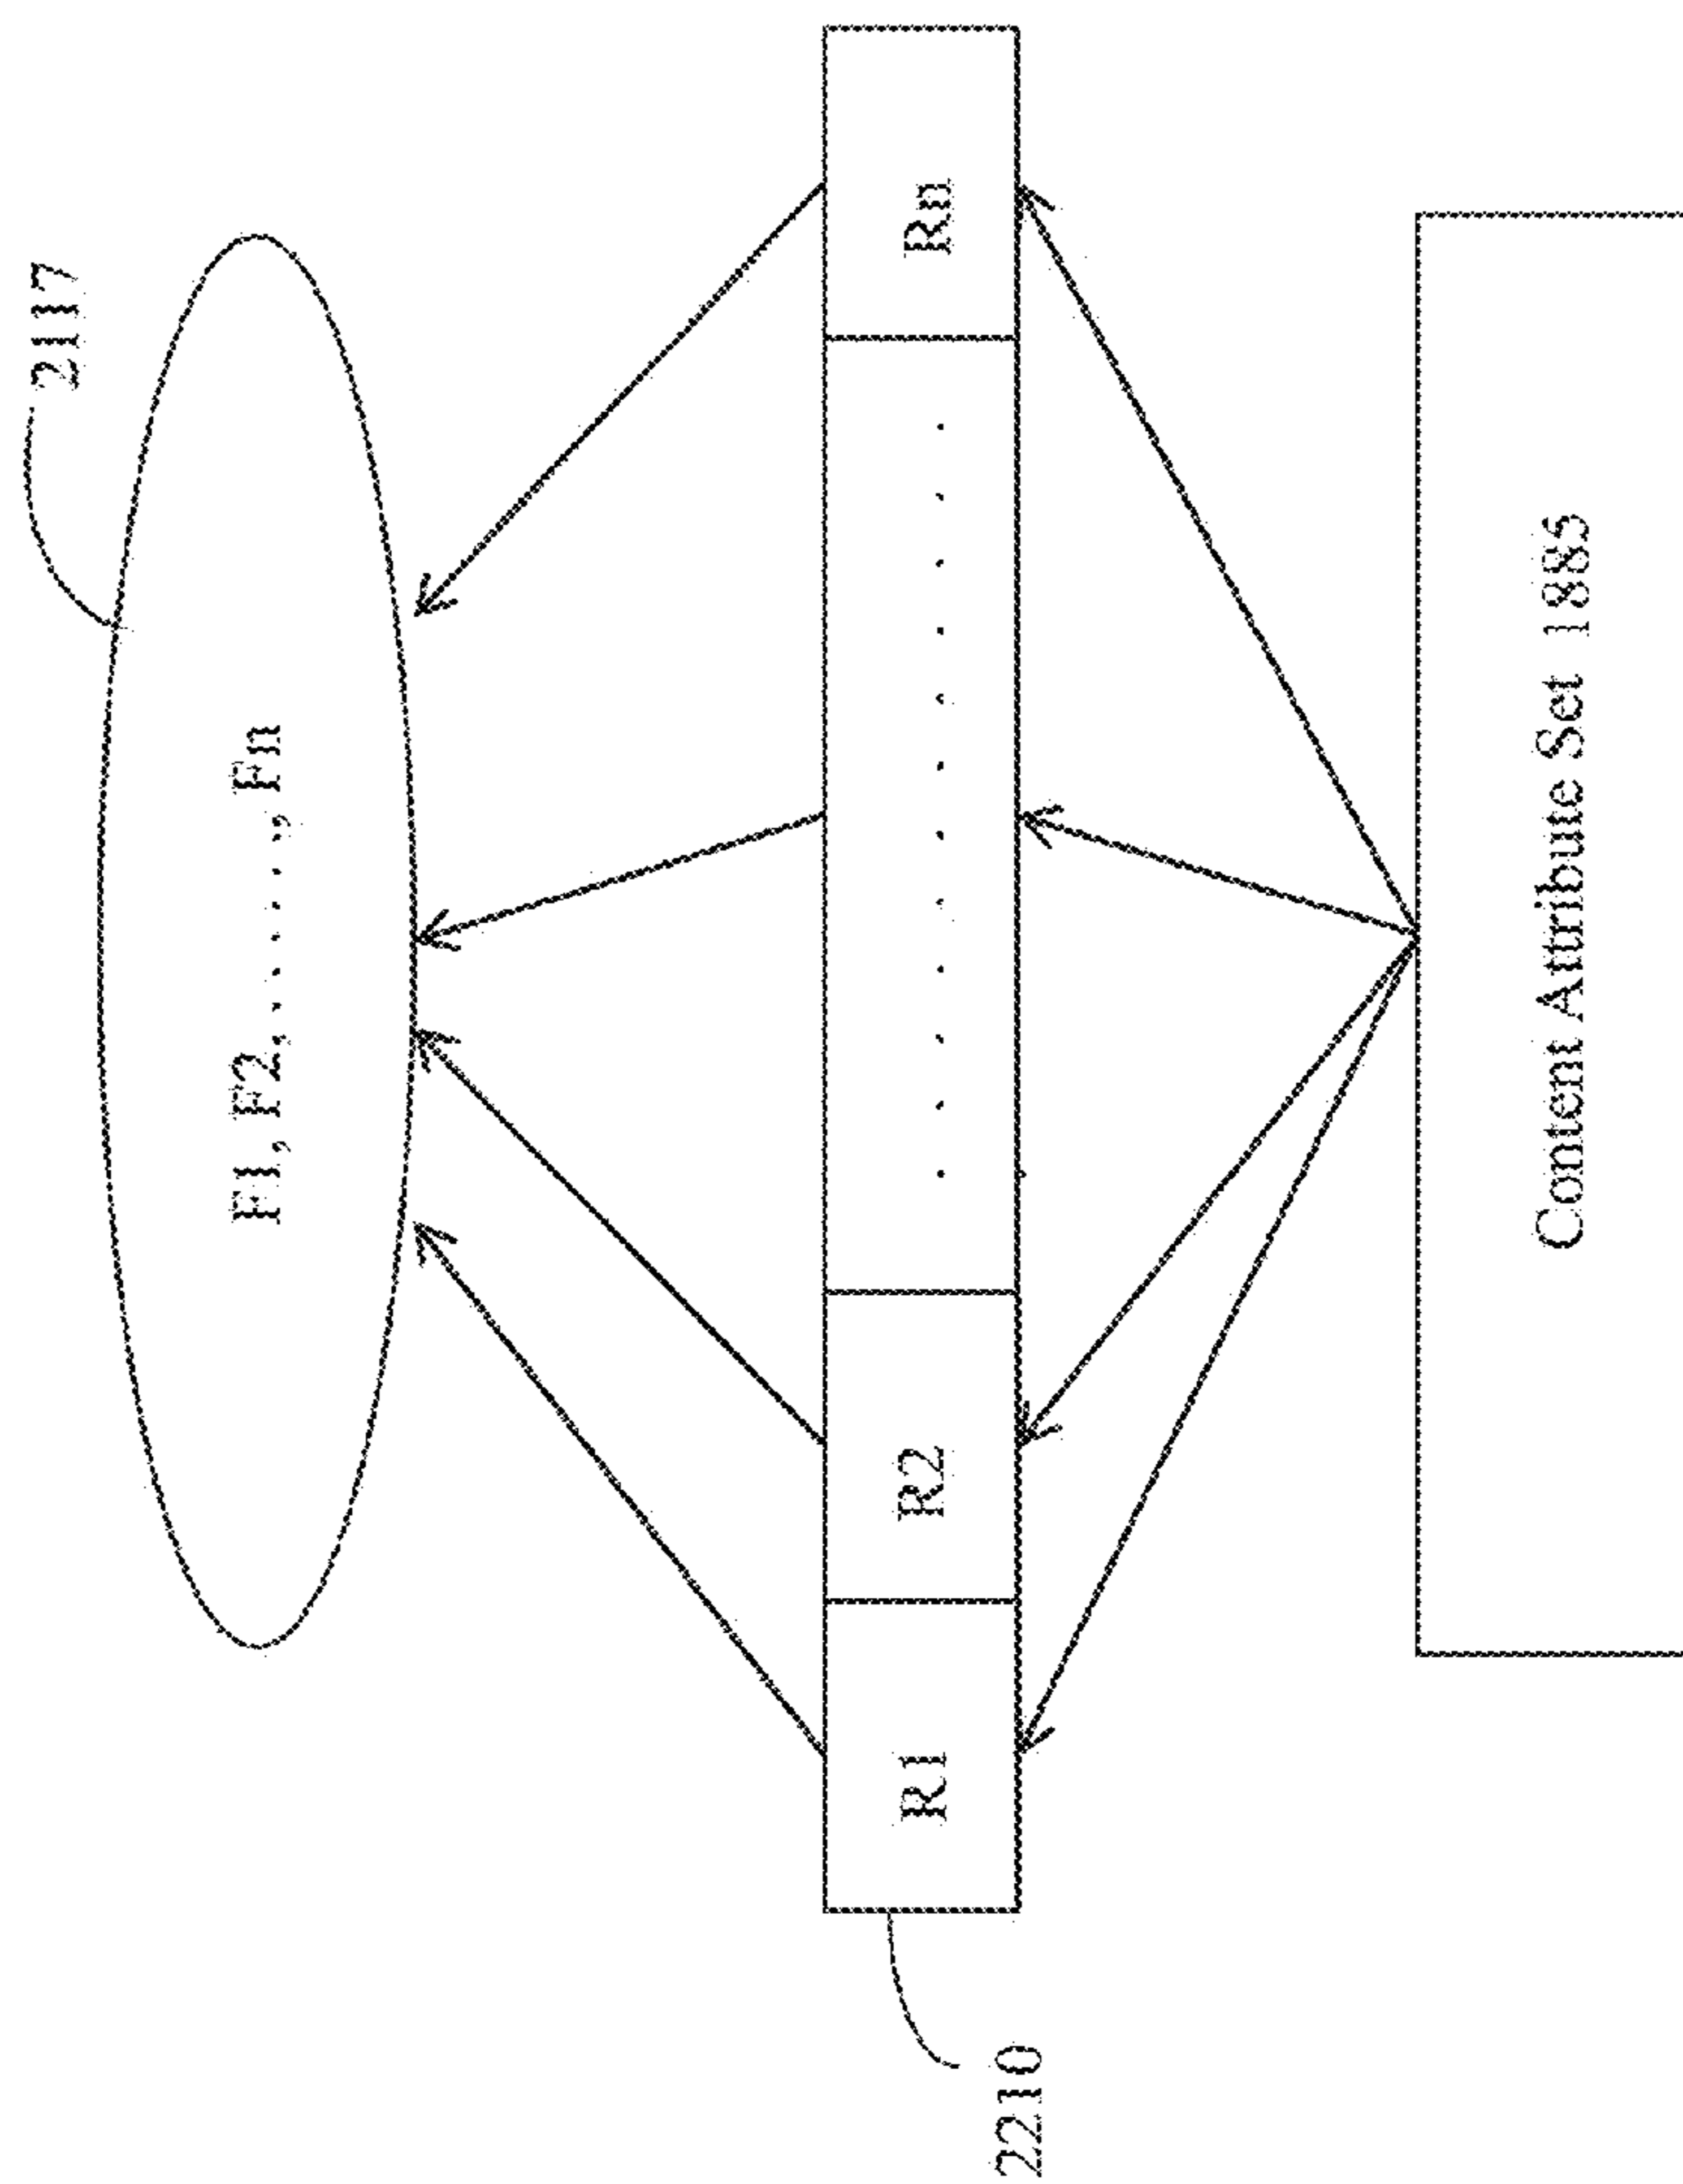 2117
F1, F2, . . . . . . ., Fn
R1
R2
. . . . . . . . . . . .
Rn
2210
Content Attribute Set 1885